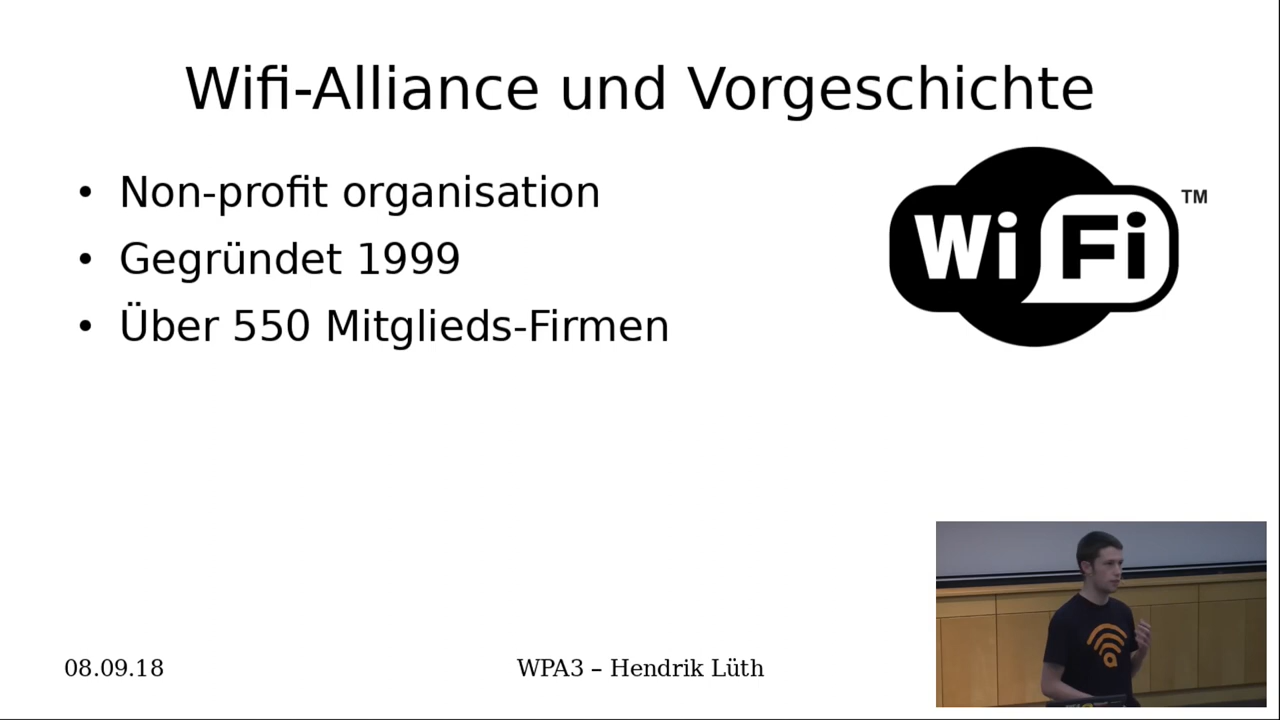 Wifi-Alliance und Vorgeschichte
• Non-profit organisation
• Gegründet 1999
• Über 550 Mitglieds-Firmen
Wi Fi TM
08.09.18
WPA3 – Hendrik Lüth